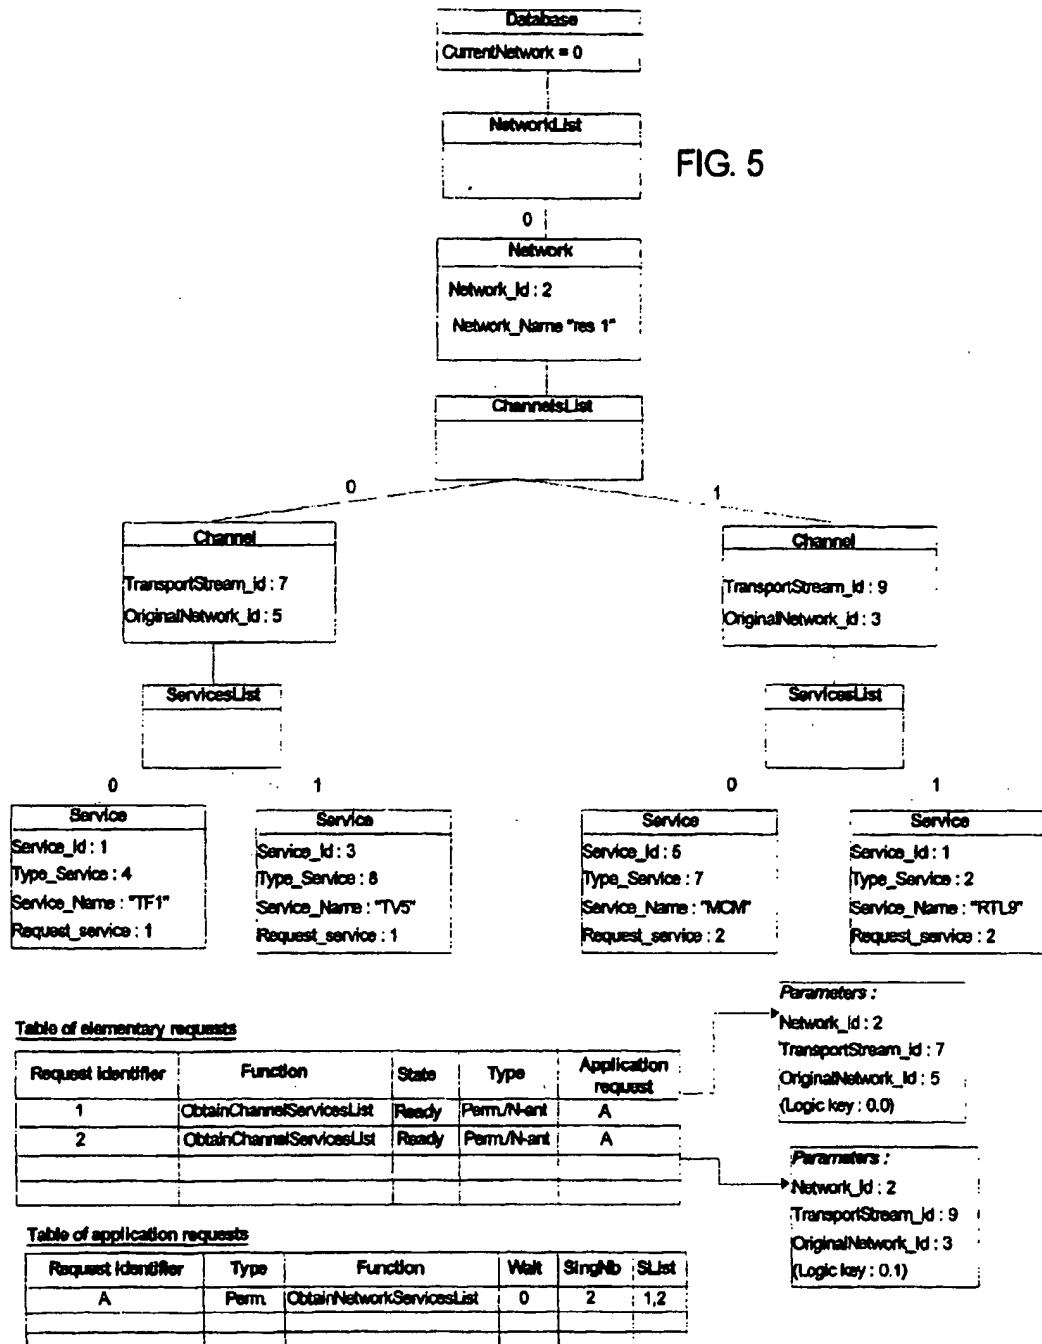 Database
CurrentNetwork = 0
NetworkList
FIG. 5
0
Network
Network_Id : 2
Network_Name "res 1"
ChannelsList
0
1
Channel
TransportStream_id : 7
OriginalNetwork_id : 5
Channel
TransportStream_id : 9
OriginalNetwork_id : 3
ServicesList
ServicesList
0
1
0
1
Service
Service_Id : 1
Type_Service : 4
Service_Name : "TF1"
Request_service : 1
Service
Service_Id : 3
Type_Service : 8
Service_Name : "TV5"
Request_service : 1
Service
Service_Id : 5
Type_Service : 7
Service_Name : "MCM"
Request_service : 2
Service
Service_Id : 1
Type_Service : 2
Service_Name : "RTL9"
Request_service : 2
Table of elementary requests
Request identifier Function State Type Application request
1 ObtainChannelServicesList Ready Perm./N-ant A
2 ObtainChannelServicesList Ready Perm./N-ant A
Parameters :
Network_Id : 2
TransportStream_id : 7
OriginalNetwork_Id : 5
(Logic key : 0.0)
Parameters :
Network_Id : 2
TransportStream_id : 9
OriginalNetwork_Id : 3
(Logic key : 0.1)
Table of application requests
Request identifier Type Function Wait SingNb SList
A Perm. ObtainNetworkServicesList 0 2 1,2